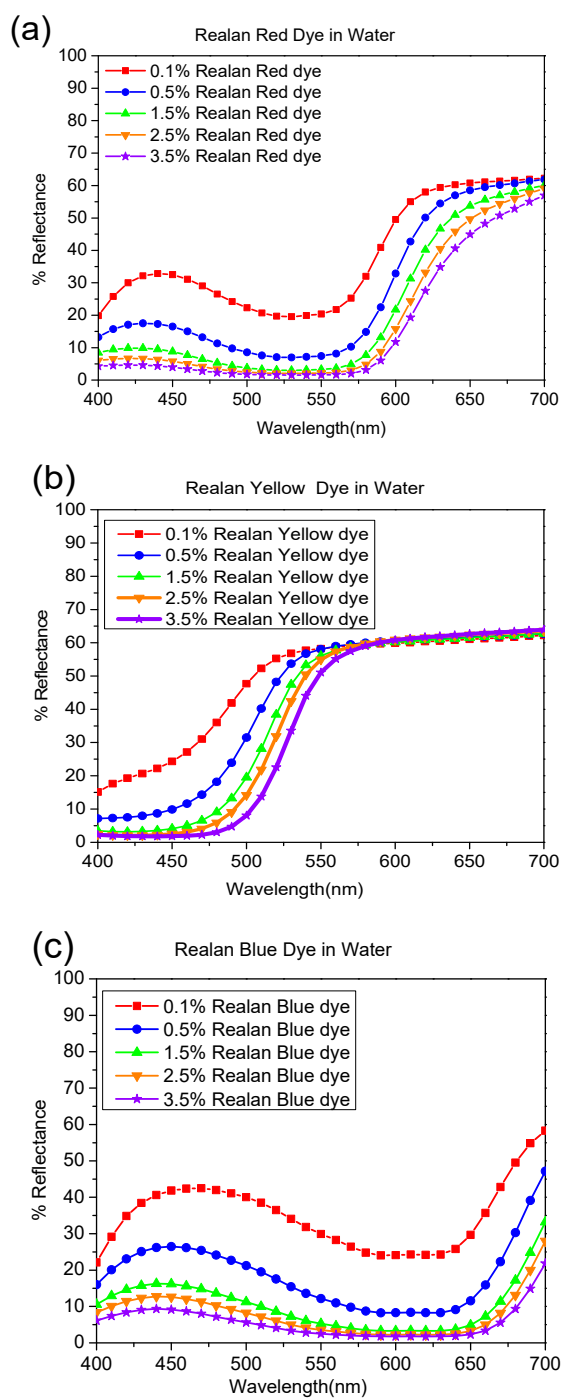 (a)
Realan Red Dye in Water
100
90
80
70
60
50
40
30
20
10
0
% Reflectance
0.1% Realan Red dye
0.5% Realan Red dye
1.5% Realan Red dye
2.5% Realan Red dye
3.5% Realan Red dye
400 450 500 550 600 650 700
Wavelength(nm)
(b)
Realan Yellow Dye in Water
100
90
80
70
60
50
40
30
20
10
0
% Reflectance
0.1% Realan Yellow dye
0.5% Realan Yellow dye
1.5% Realan Yellow dye
2.5% Realan Yellow dye
3.5% Realan Yellow dye
400 450 500 550 600 650 700
Wavelength(nm)
(c)
Realan Blue Dye in Water
100
90
80
70
60
50
40
30
20
10
0
% Reflectance
0.1% Realan Blue dye
0.5% Realan Blue dye
1.5% Realan Blue dye
2.5% Realan Blue dye
3.5% Realan Blue dye
400 450 500 550 600 650 700
Wavelength(nm)